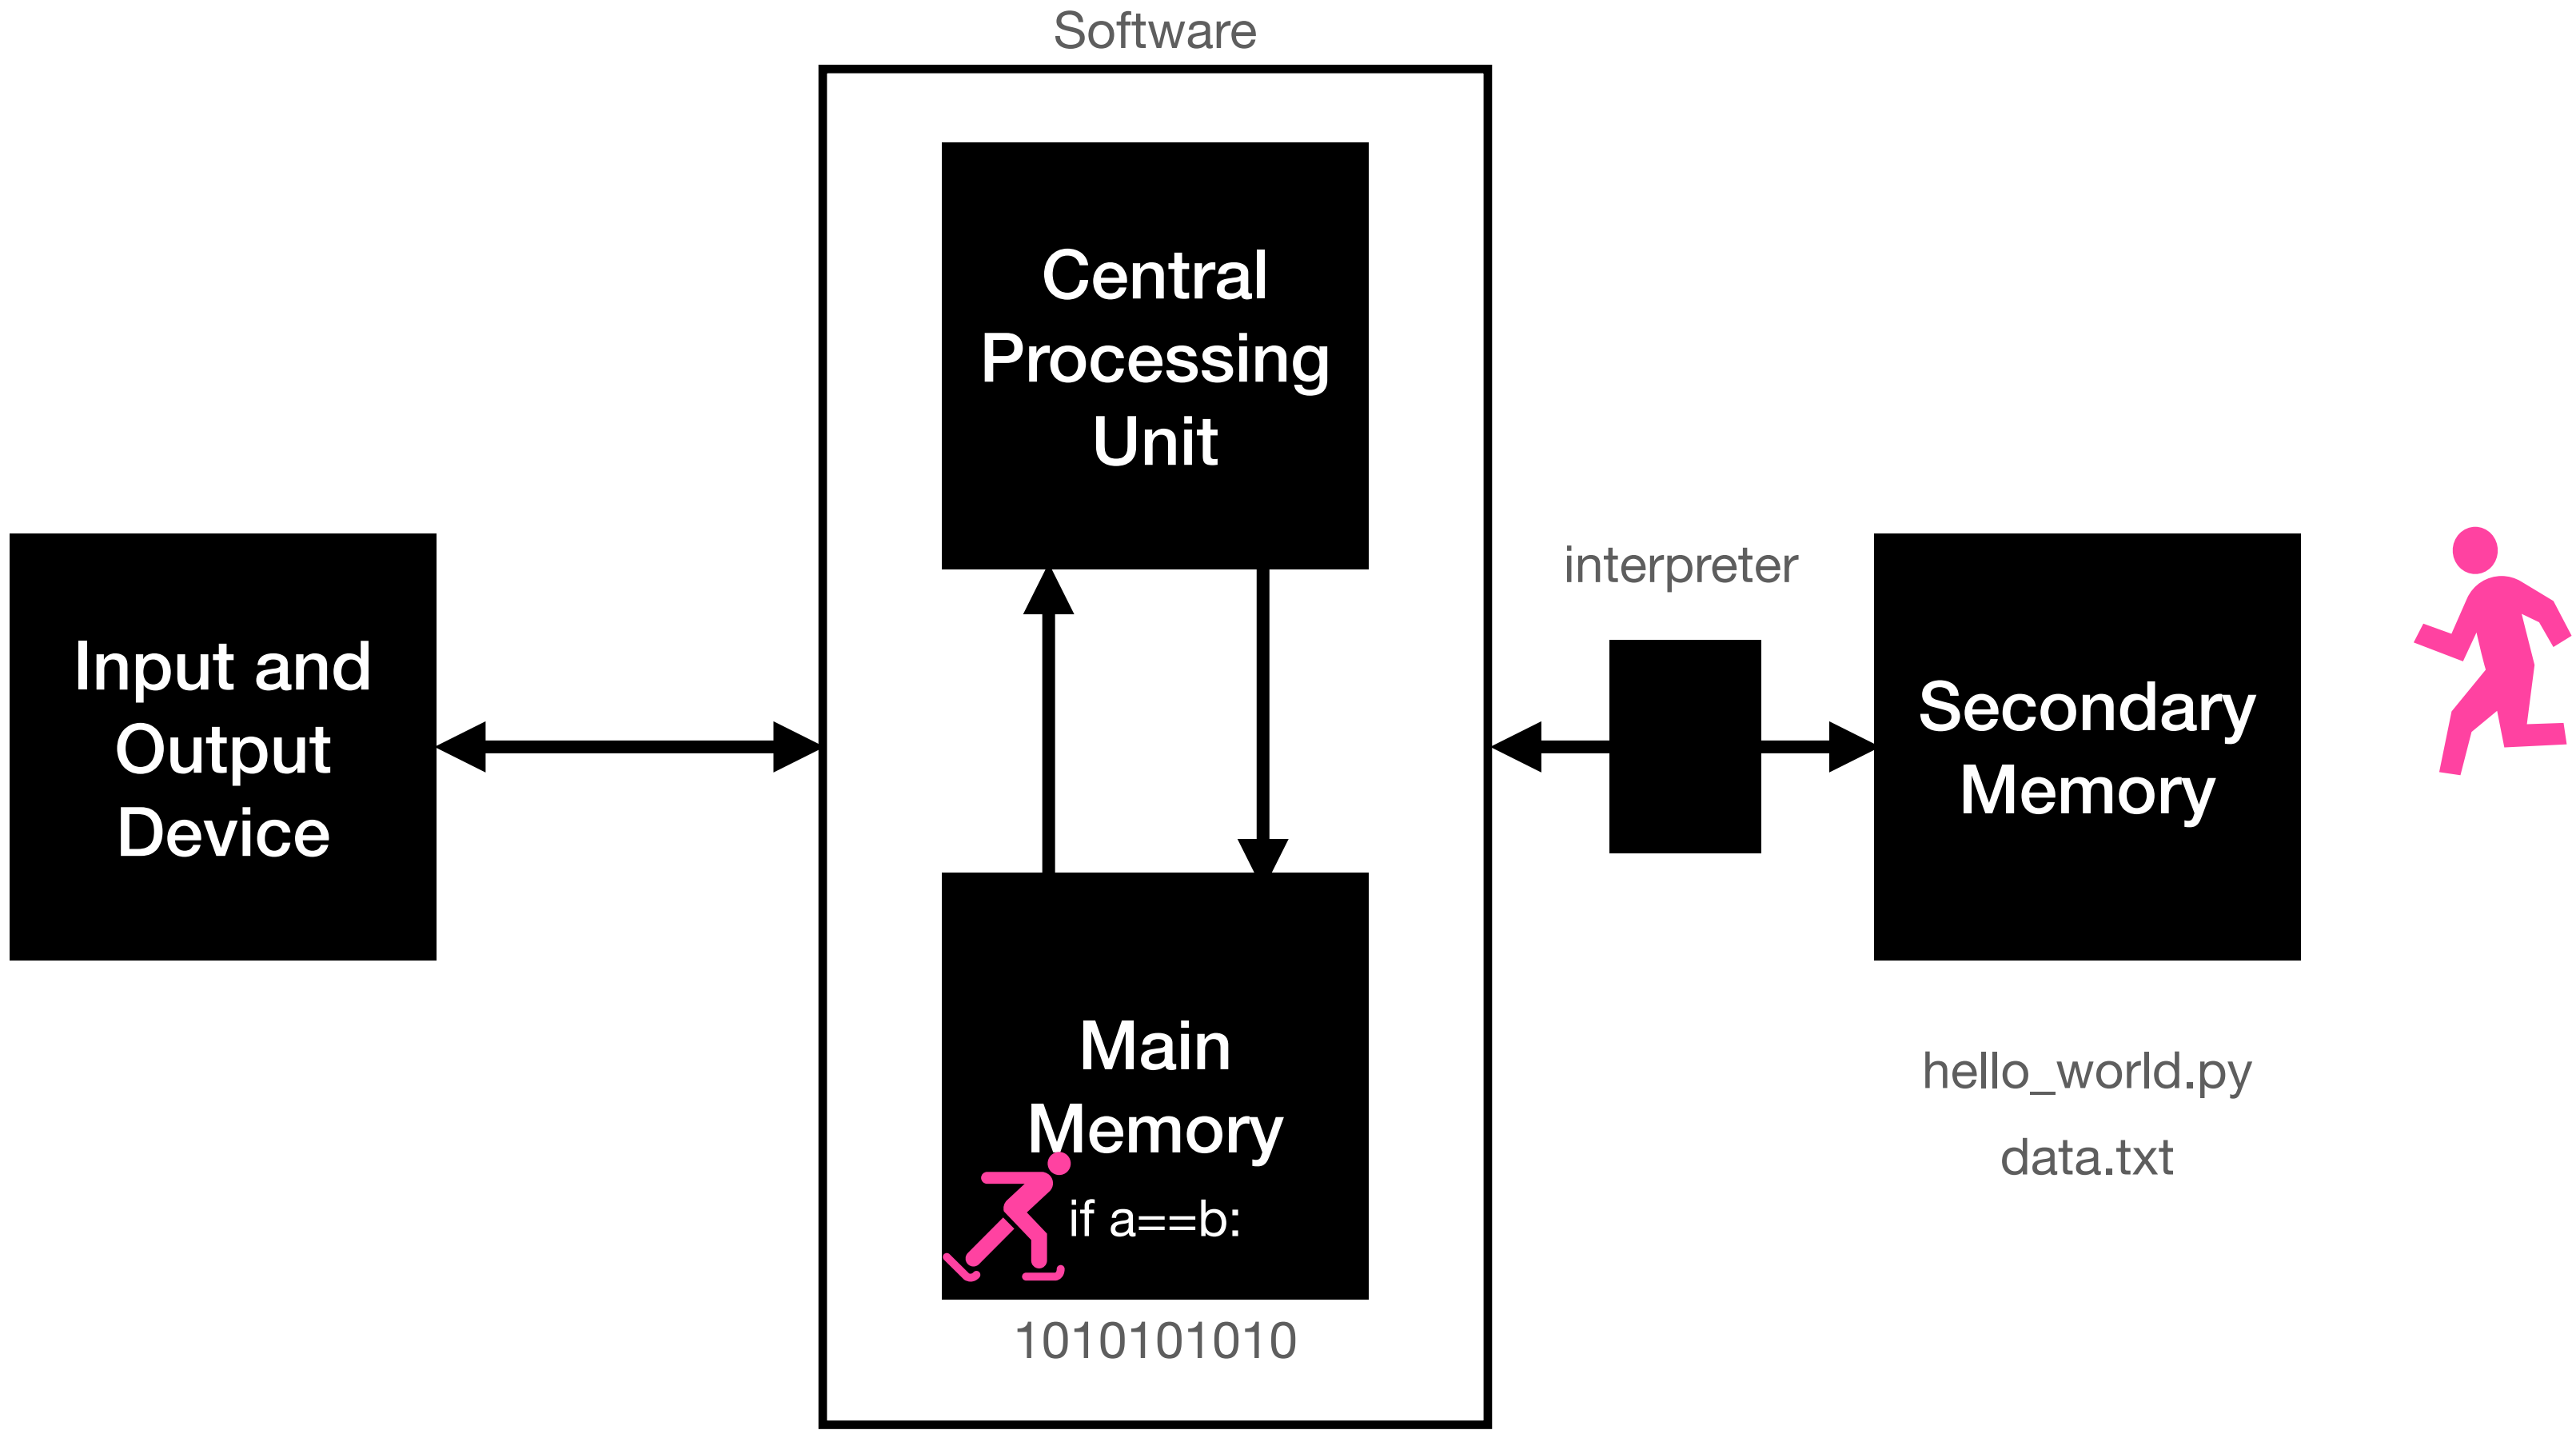 Software
Central
Processing
Unit
Input and
Output
Device
interpreter
Secondary
Memory
Main
Memory
if a==b:
1010101010
hello_world.py
data.txt